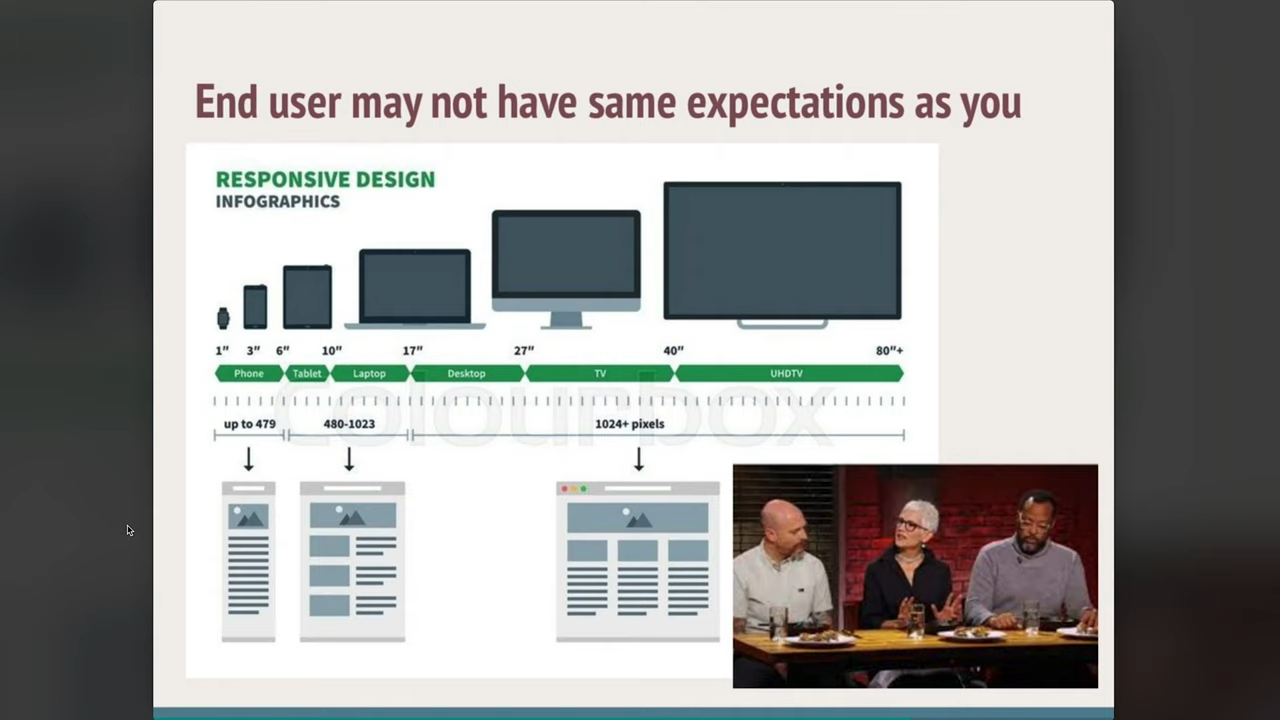 End user may not have same expectations as you
RESPONSIVE DESIGN
INFOGRAPHICS
1" 3" 6" 10" 17" 27" 40" 80"+
Phone Tablet Laptop Desktop TV UHDTV
colourbox
up to 479 480-1023 1024+ pixels